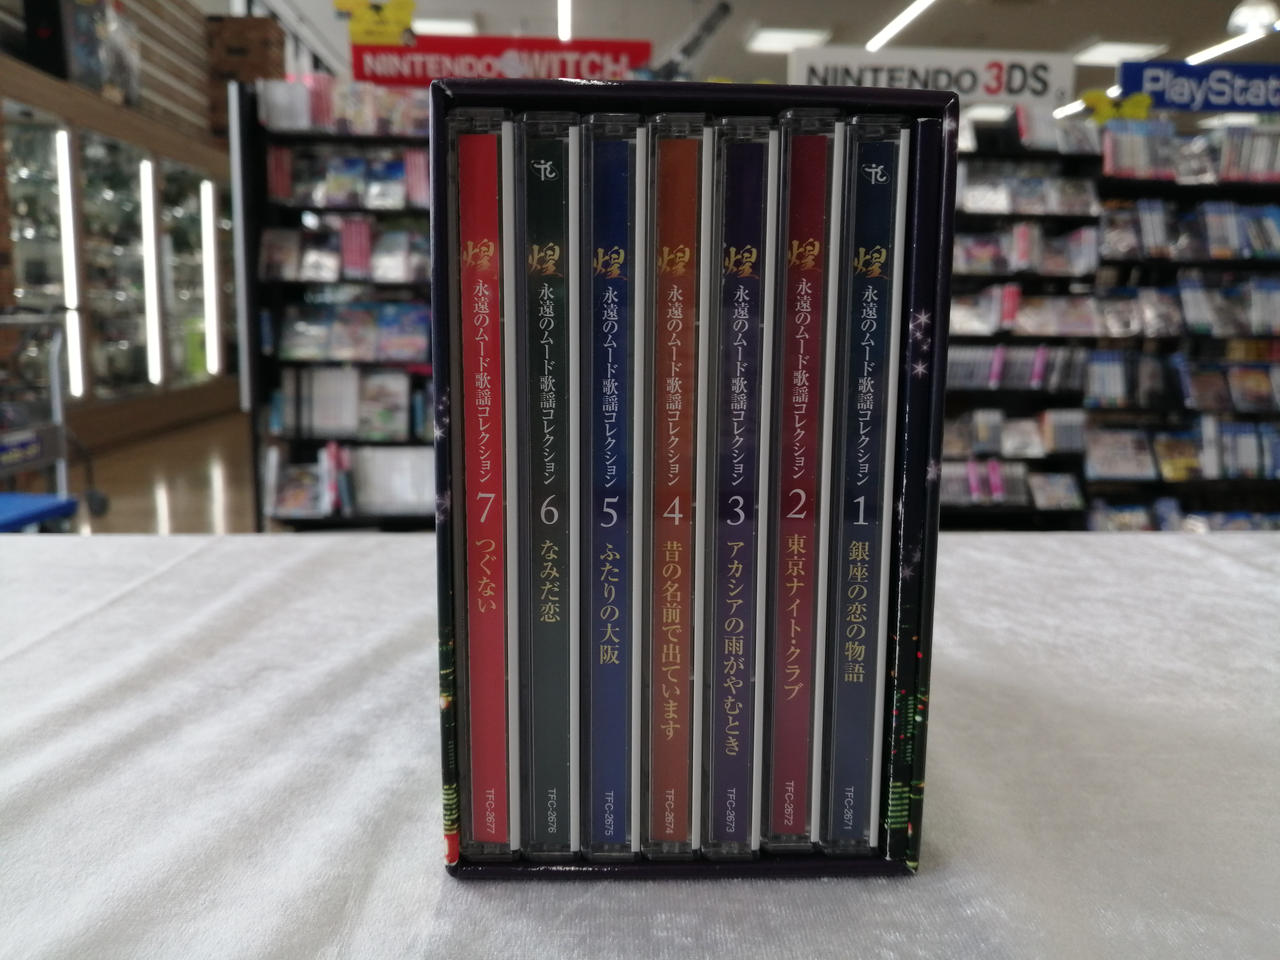 NINTENDO SWITCH
NINTENDO 3DS
PlayStat
煌 永遠のムード歌謡コレクション 7 つぐない TFC-2677
煌 永遠のムード歌謡コレクション 6 なみだ恋 TFC-2676
煌 永遠のムード歌謡コレクション 5 ふたりの大阪 TFC-2675
煌 永遠のムード歌謡コレクション 4 昔の名前で出ています TFC-2674
煌 永遠のムード歌謡コレクション 3 アカシアの雨がやむとき TFC-2673
煌 永遠のムード歌謡コレクション 2 東京ナイト・クラブ TFC-2672
煌 永遠のムード歌謡コレクション 1 銀座の恋の物語 TFC-2671